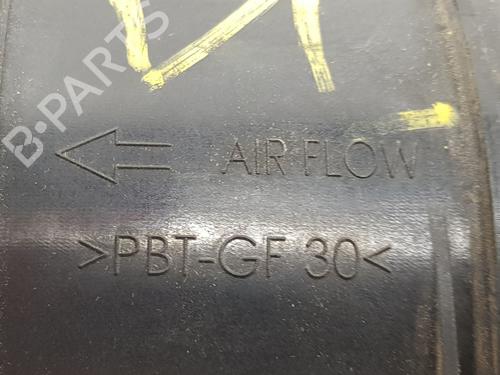 B-PARTS
AIR FLOW
>PBT-GF 30<